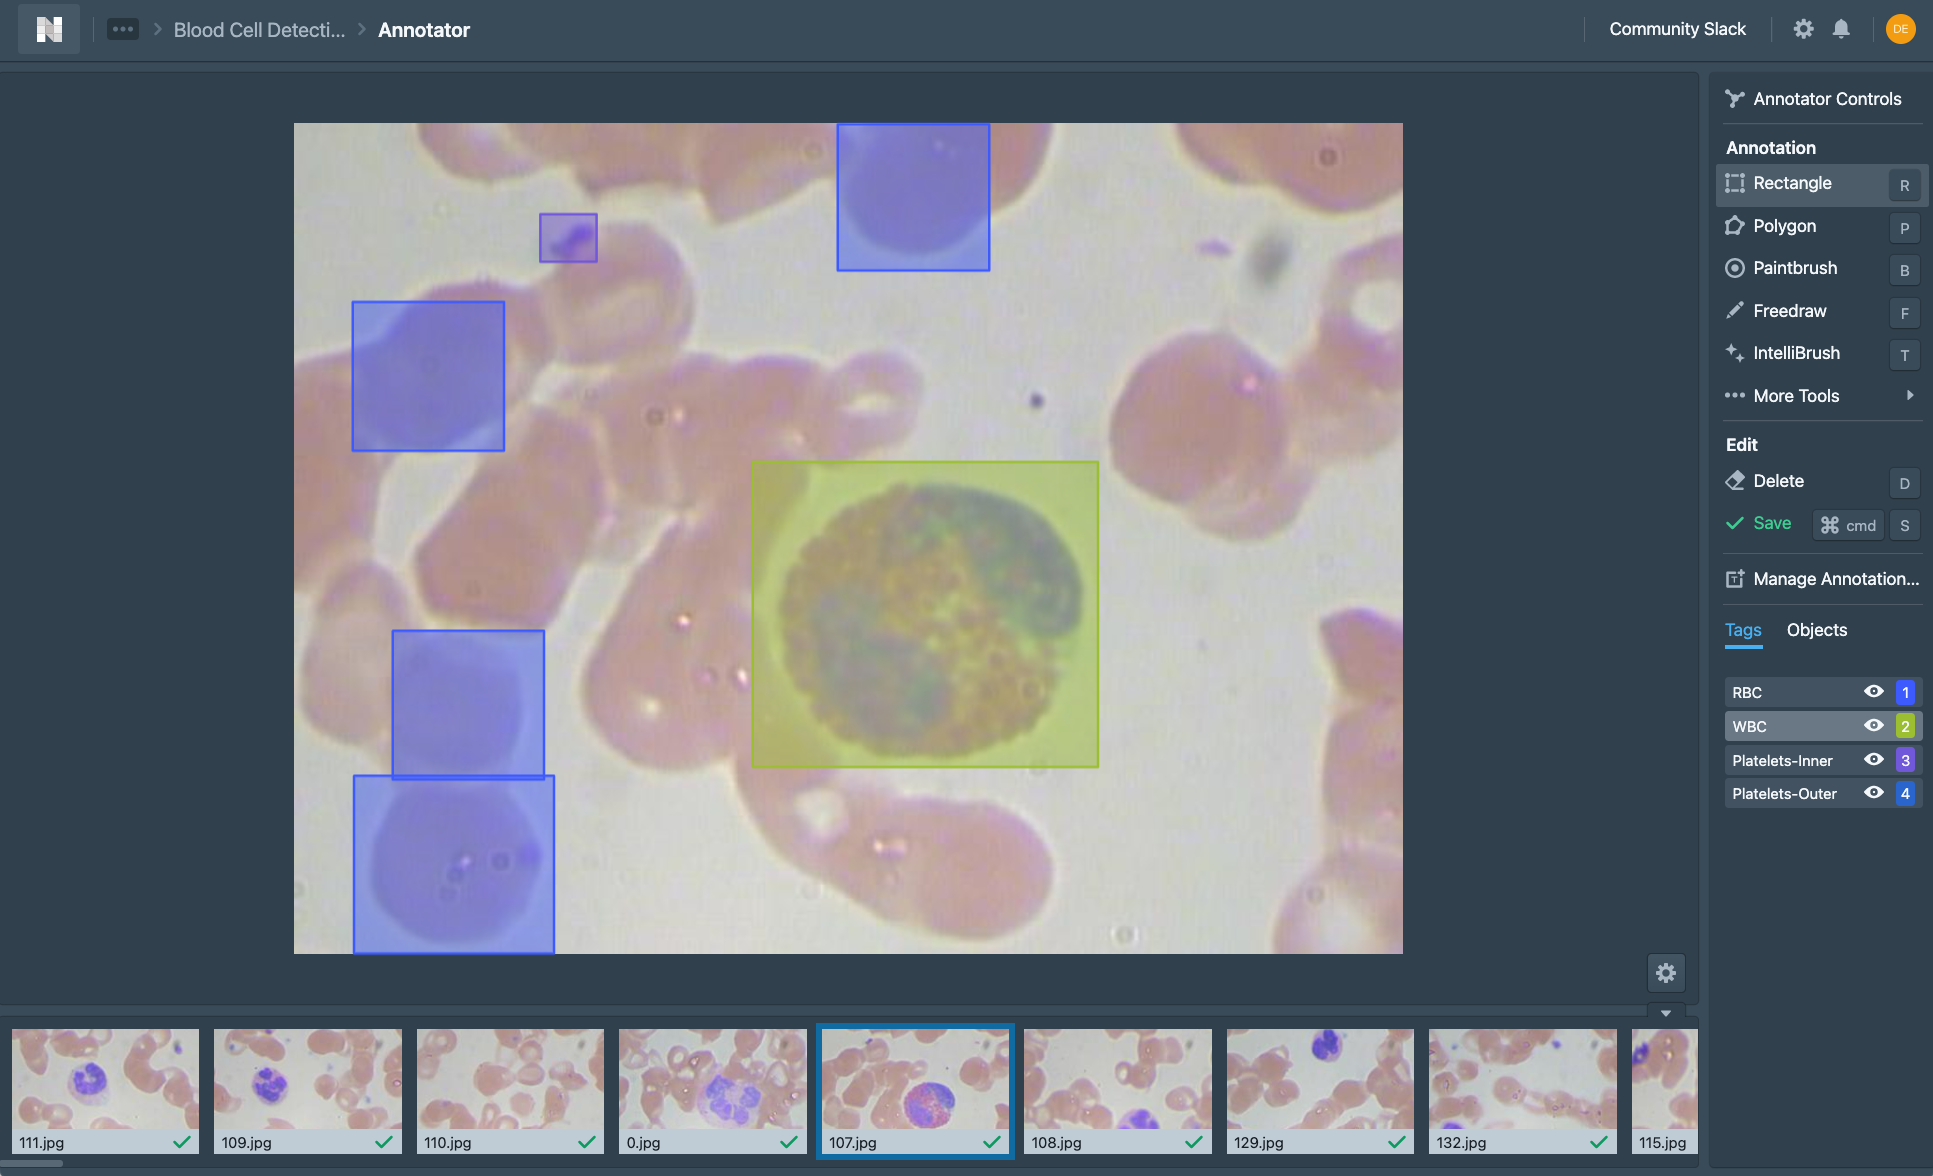 N
Blood Cell Detecti... > Annotator
Community Slack
DE
Annotator Controls
Annotation
Rectangle R
Polygon P
Paintbrush B
Freedraw F
IntelliBrush T
More Tools
Edit
Delete D
Save ⌘ cmd S
Manage Annotation...
Tags Objects
RBC 1
WBC 2
Platelets-Inner 3
Platelets-Outer 4
111.jpg
109.jpg
110.jpg
0.jpg
107.jpg
108.jpg
129.jpg
132.jpg
115.jpg